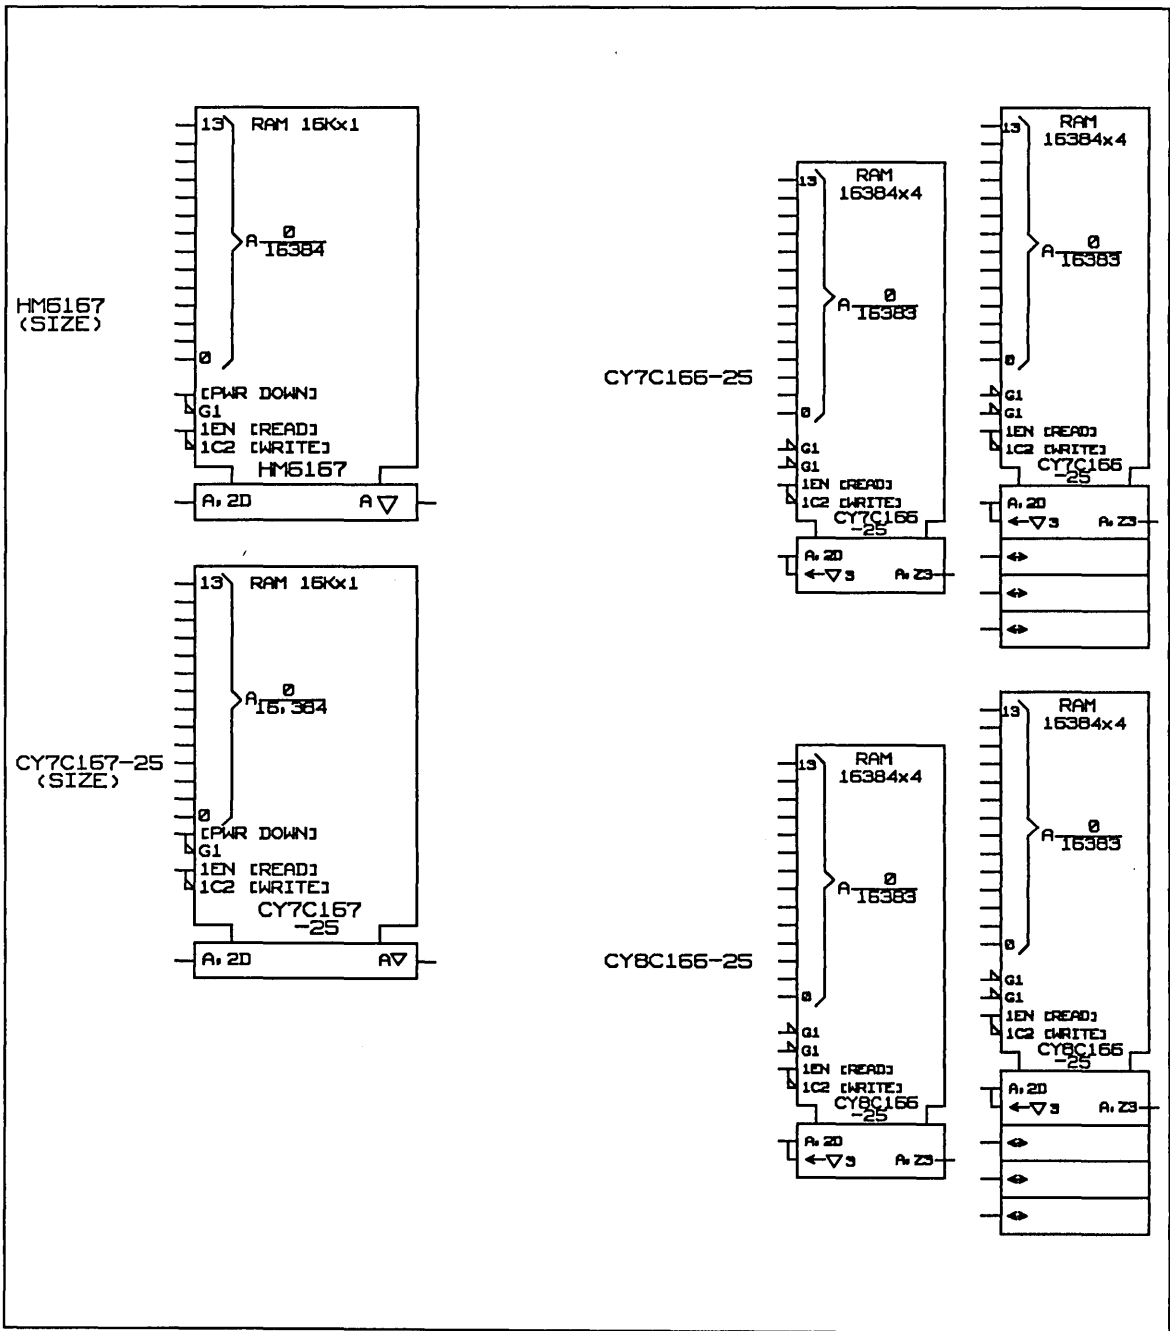 HM6167
(SIZE)
13 RAM 16Kx1
A 0
16384
0
[PWR DOWN]
G1
1EN [READ]
1C2 [WRITE]
HM6167
A,2D A ▽
CY7C167-25
(SIZE)
13 RAM 16Kx1
A 0
16,384
0
[PWR DOWN]
G1
1EN [READ]
1C2 [WRITE]
CY7C167
-25
A,2D A▽
CY7C166-25
13 RAM
16384x4
A 0
16383
0
G1
G1
1EN [READ]
1C2 [WRITE]
CY7C166
-25
A,2D
←▽3 A,Z3
13 RAM
16384x4
A 0
16383
0
G1
G1
1EN [READ]
1C2 [WRITE]
CY7C166
-25
A,2D
←▽3 A,Z3
↔
↔
↔
CY8C166-25
13 RAM
16384x4
A 0
16383
0
G1
G1
1EN [READ]
1C2 [WRITE]
CY8C166
-25
A,2D
←▽3 A,Z3
13 RAM
16384x4
A 0
16383
0
G1
G1
1EN [READ]
1C2 [WRITE]
CY8C166
-25
A,2D
←▽3 A,Z3
↔
↔
↔